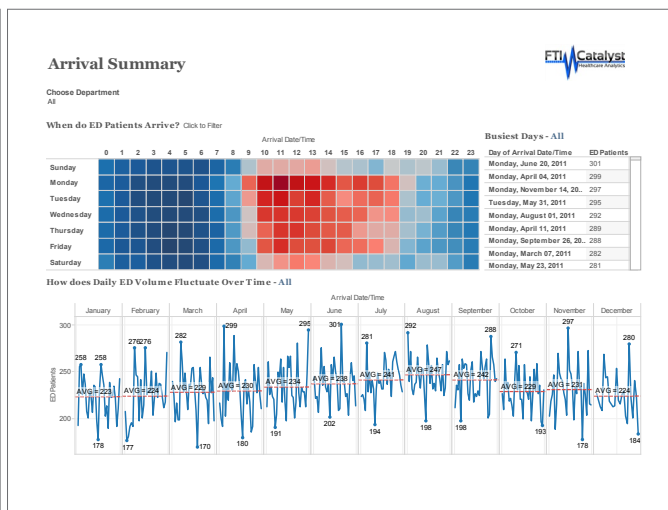 Arrival Summary
FTI Catalyst
Healthcare Analytics
Choose Department
All
When do ED Patients Arrive? Click to Filter
Arrival Date/Time
0 1 2 3 4 5 6 7 8 9 10 11 12 13 14 15 16 17 18 19 20 21 22 23
Sunday
Monday
Tuesday
Wednesday
Thursday
Friday
Saturday
Busiest Days - All
Day of Arrival Date/Time ED Patients
Monday, June 20, 2011 301
Monday, April 04, 2011 299
Monday, November 14, 20.. 297
Tuesday, May 31, 2011 295
Monday, August 01, 2011 292
Monday, April 11, 2011 289
Monday, September 26, 20.. 288
Monday, March 07, 2011 282
Monday, May 23, 2011 281
How does Daily ED Volume Fluctuate Over Time - All
Arrival Date/Time
January February March April May June July August September October November December
ED Patients
300
250
200
258 258 AVG = 223 178
276 276 AVG = 224 177
282 AVG = 229 170
299 AVG = 230 180
295 AVG = 234 191
301 AVG = 238 202
281 AVG = 241 194
292 AVG = 247 198
288 AVG = 242 198
271 AVG = 229 193
297 AVG = 231 178
280 AVG = 224 184